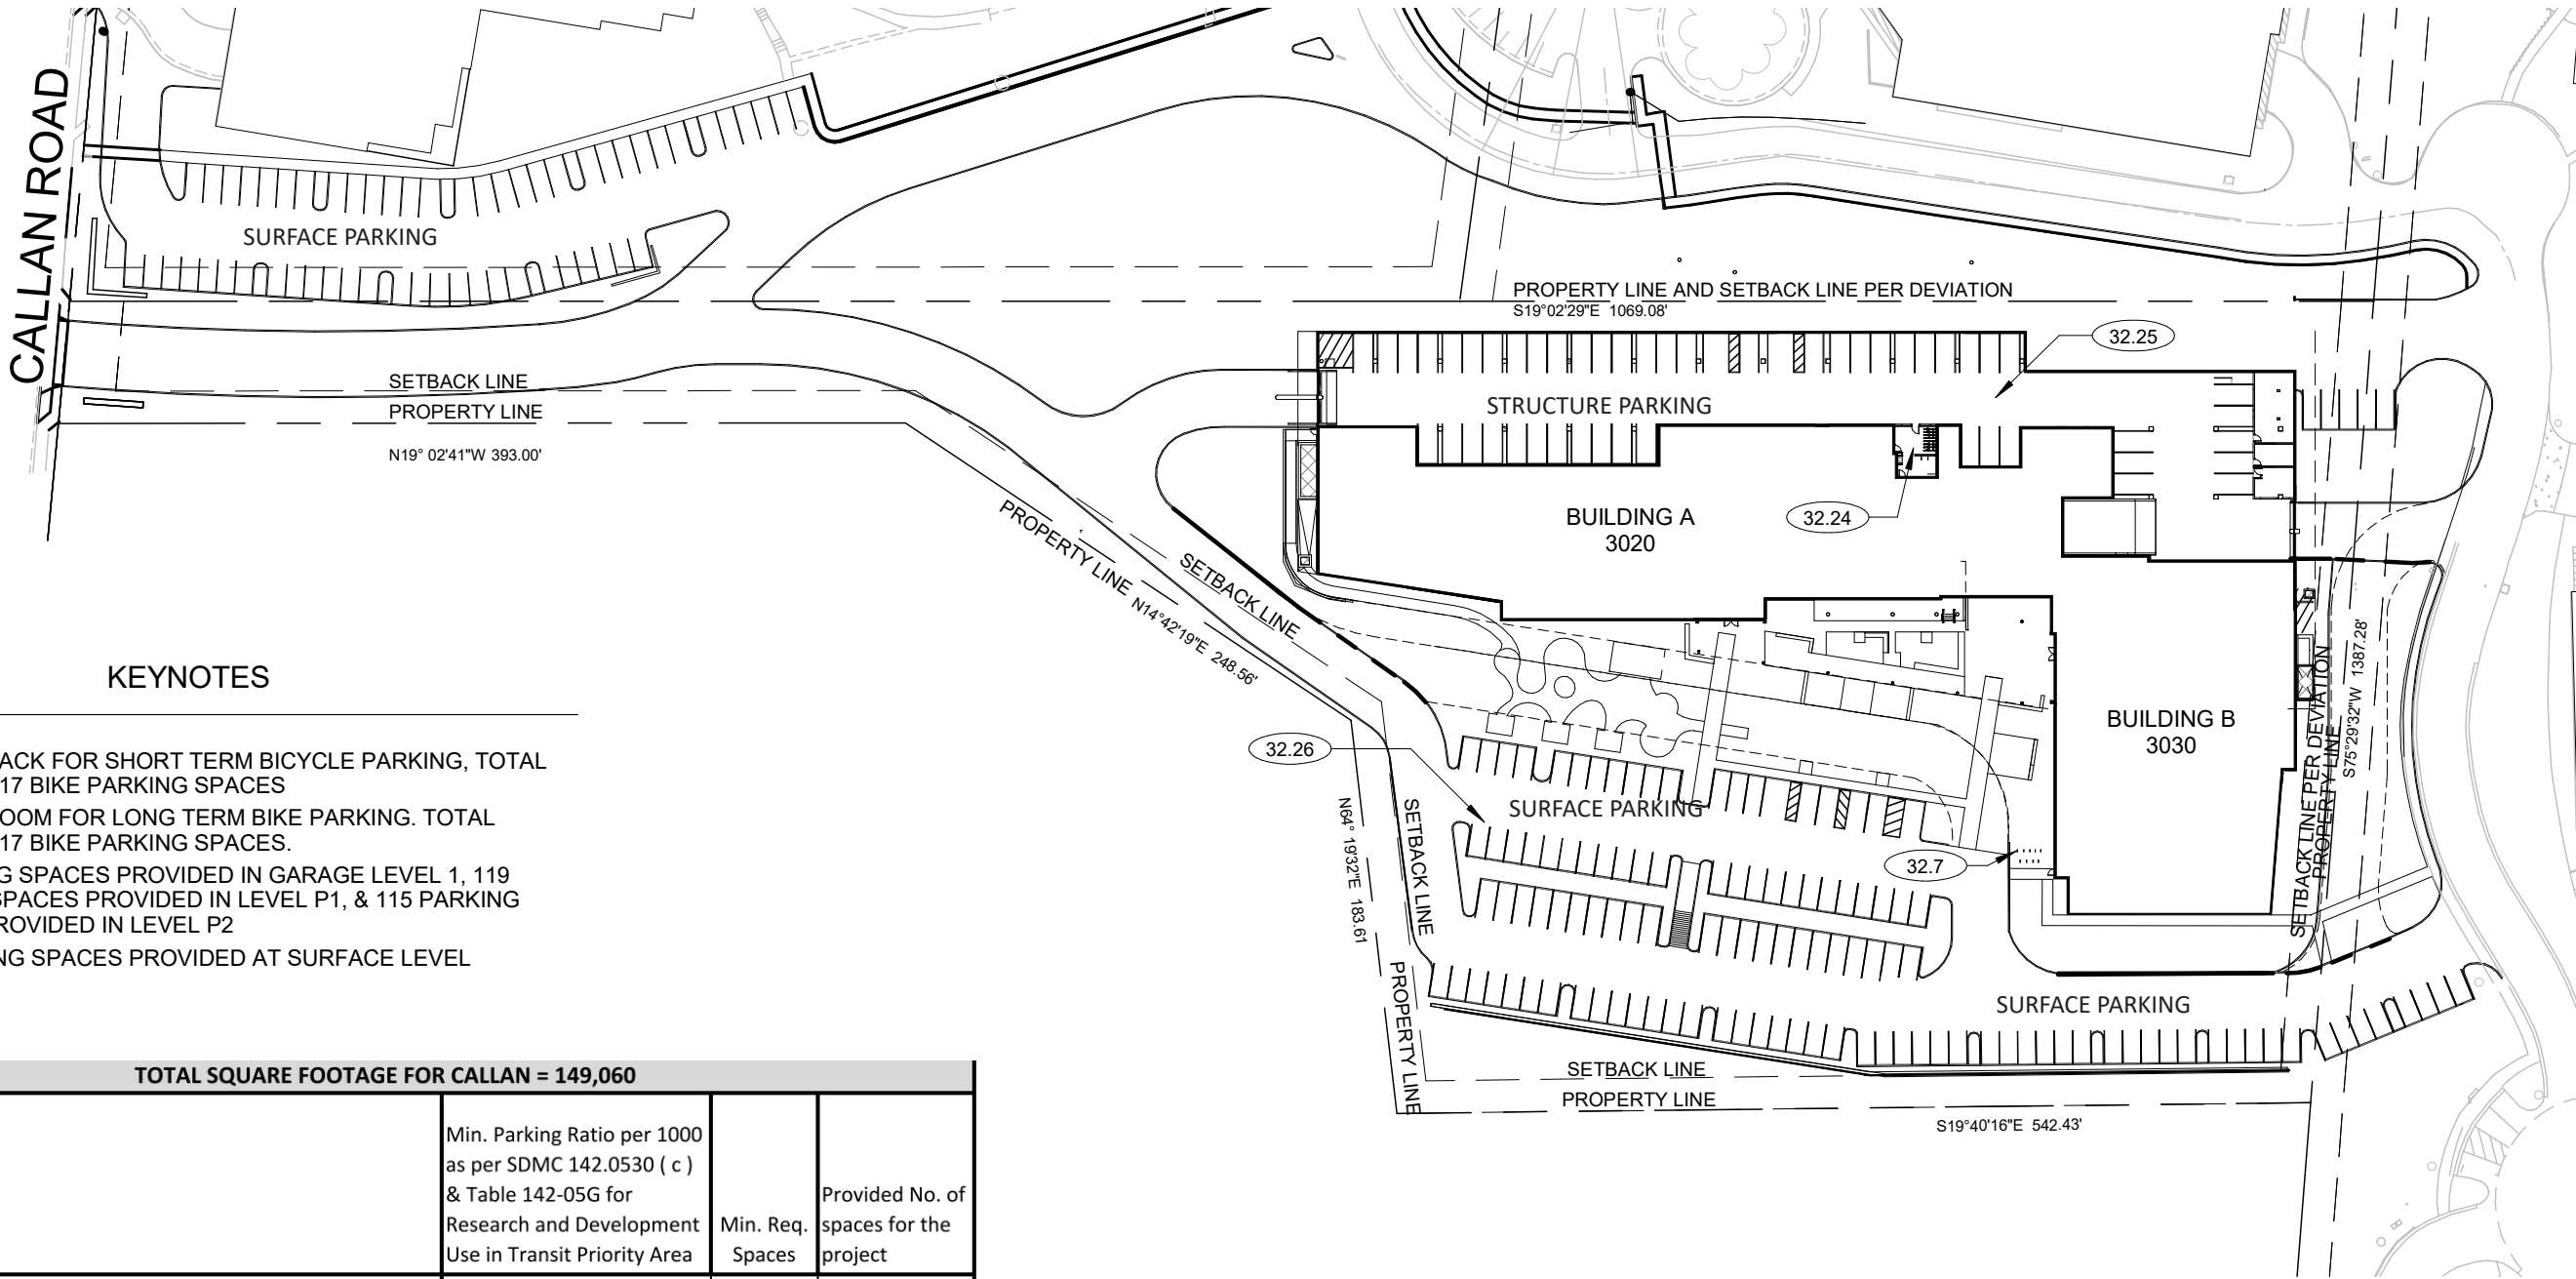 CALLAN ROAD
SURFACE PARKING
PROPERTY LINE AND SETBACK LINE PER DEVIATION
S19°02'29"E 1069.08'
32.25
SETBACK LINE
PROPERTY LINE
N19° 02'41"W 393.00'
STRUCTURE PARKING
BUILDING A
3020
32.24
PROPERTY LINE
N14°42'19"E 248.56'
SETBACK LINE
32.26
SURFACE PARKING
BUILDING B
3030
SETBACK LINE PER DEVIATION
PROPERTY LINE
S75°29'32"W 1387.28'
32.7
N64° 19'32"E 183.61
SETBACK LINE
PROPERTY LINE
SURFACE PARKING
SETBACK LINE
PROPERTY LINE
S19°40'16"E 542.43'
KEYNOTES
ACK FOR SHORT TERM BICYCLE PARKING, TOTAL
17 BIKE PARKING SPACES
OOM FOR LONG TERM BIKE PARKING. TOTAL
17 BIKE PARKING SPACES.
G SPACES PROVIDED IN GARAGE LEVEL 1, 119
SPACES PROVIDED IN LEVEL P1, & 115 PARKING
ROVIDED IN LEVEL P2
NG SPACES PROVIDED AT SURFACE LEVEL
TOTAL SQUARE FOOTAGE FOR CALLAN = 149,060
Min. Parking Ratio per 1000
as per SDMC 142.0530 ( c )
& Table 142-05G for
Research and Development
Use in Transit Priority Area
Min. Req.
Spaces
Provided No. of
spaces for the
project